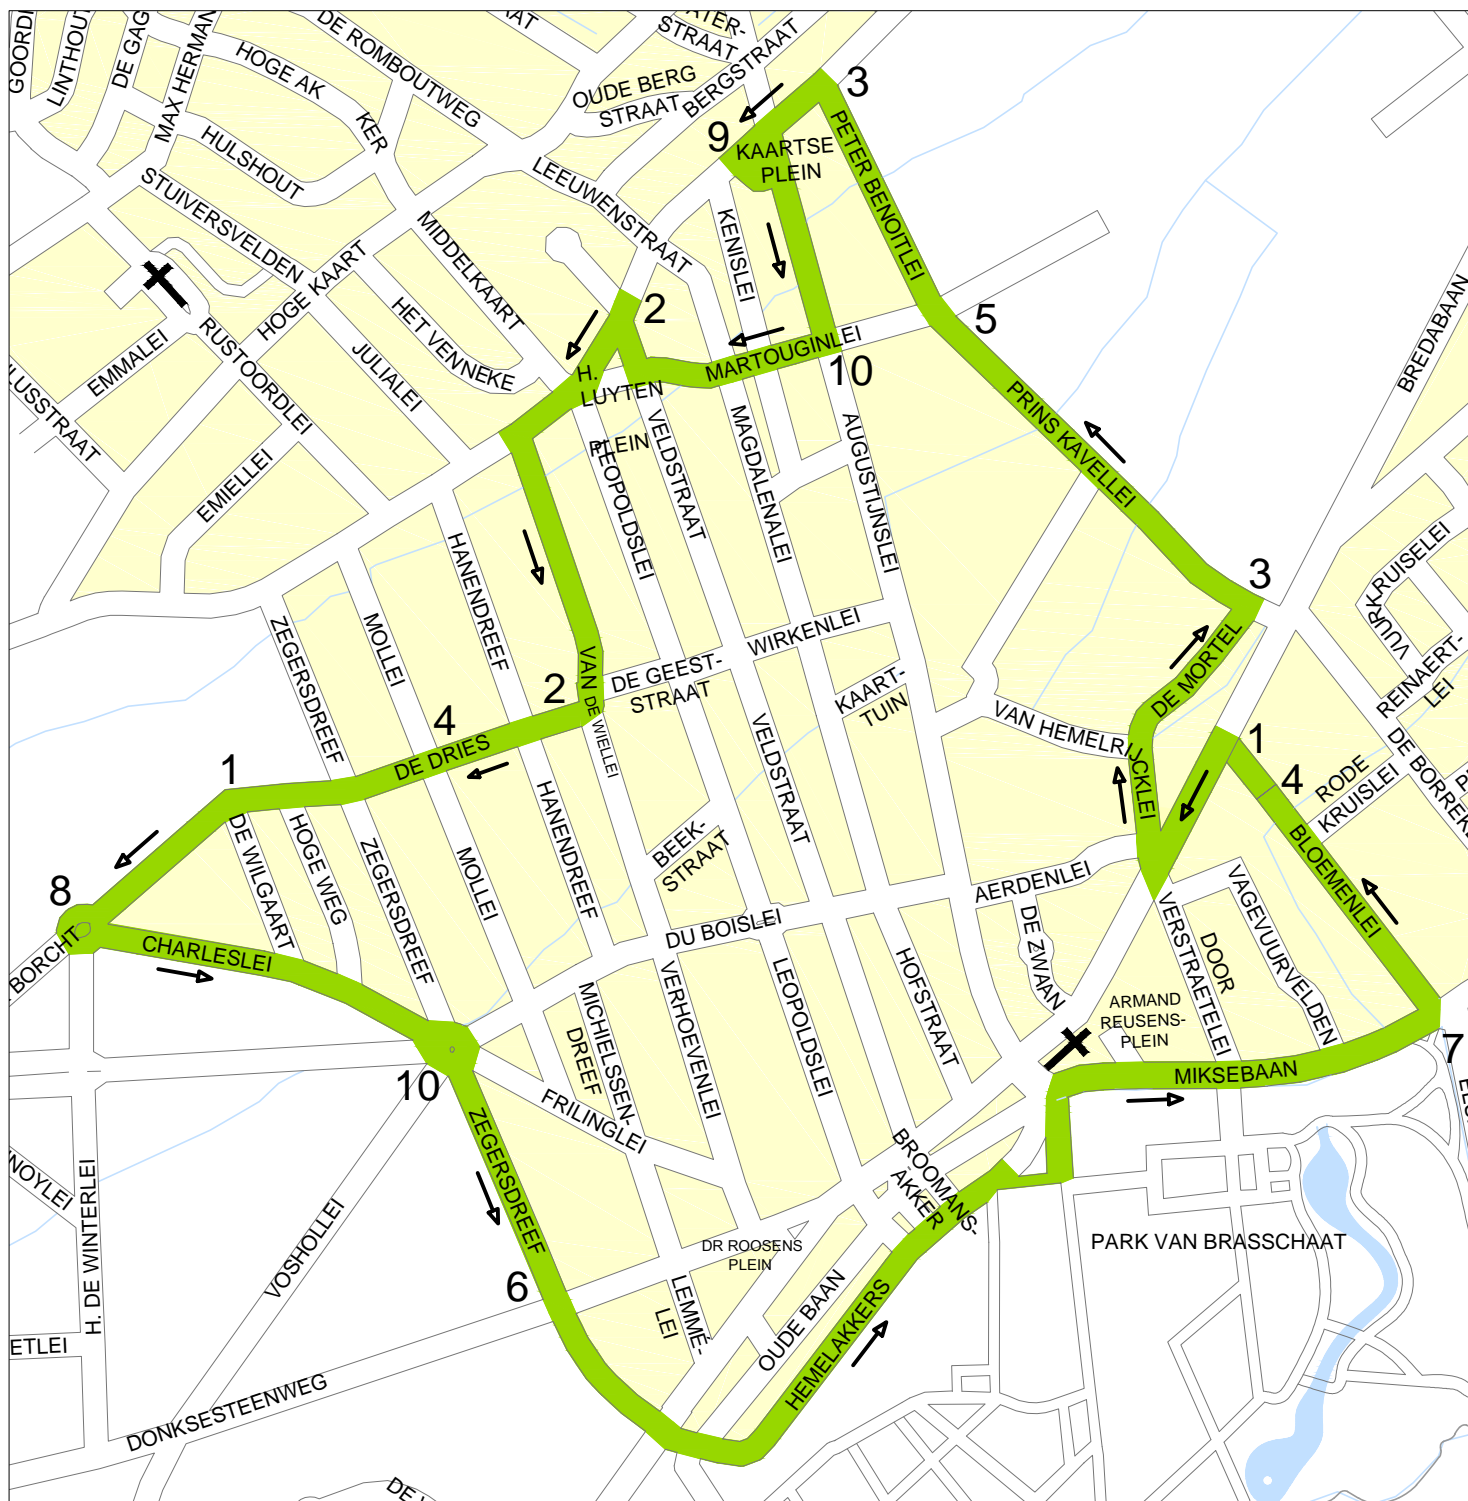 LINTHOUT
DE GAG
MAX HERMAN
HOGE AK
KER
DE ROMBOUTWEG
STRAAT
BERGSTRAAT
OUDE BERG
STRAAT
HULSHOUT
STUIVERSVELDEN
LEEUWENSTRAAT
3
9
KAARTSE
PLEIN
PETER BENOITLEI
KENISLEI
MIDDELKAART
HOGE KAART
HET VENNEKE
JULIALEI
RUSTOORDLEI
EMMALEI
LUSSTRAAT
EMIELLEI
2
H.
LUYTEN
PLEIN
MARTOUGINLEI
10
5
PRINS KAVELLEI
BREDABAAN
VELDSTRAAT
LEOPOLDSLEI
MAGDALENALEI
AUGUSTIJNSLEI
HANENDREEF
MOLLEI
ZEGERSDREEF
WIRKENLEI
DE GEEST-
STRAAT
KAART-
TUIN
VAN DE WIELLEI
2
4
DE DRIES
1
8
BORCHT
DE WILGAART
HOGE WEG
ZEGERSDREEF
MOLLEI
HANENDREEF
BEEK-
STRAAT
VELDSTRAAT
VAN HEMELRIJCKLEI
DE MORTEL
3
VUURKRUISELEI
REINAERT-
LEI
DE BORREK
RODE
KRUISLEI
1
4
BLOEMENLEI
AERDENLEI
DE ZWAAN
DU BOISLEI
CHARLESLEI
VERHOEVENLEI
LEOPOLDSLEI
HOFSTRAAT
MICHIELSSEN-
DREEF
VERSTRAETELEI
DOOR
VAGEVUURVELDEN
ARMAND
REUSENS-
PLEIN
MIKSEBAAN
7
10
FRILINGLEI
ZEGERSDREEF
BROOMANS-
AKKER
NOYLEI
H. DE WINTERLEI
VOSHOLLEI
6
DR ROOSENS
PLEIN
PARK VAN BRASSCHAAT
LEMME-
LEI
OUDE BAAN
HEMELAKKERS
ETLEI
DONKSESTEENWEG